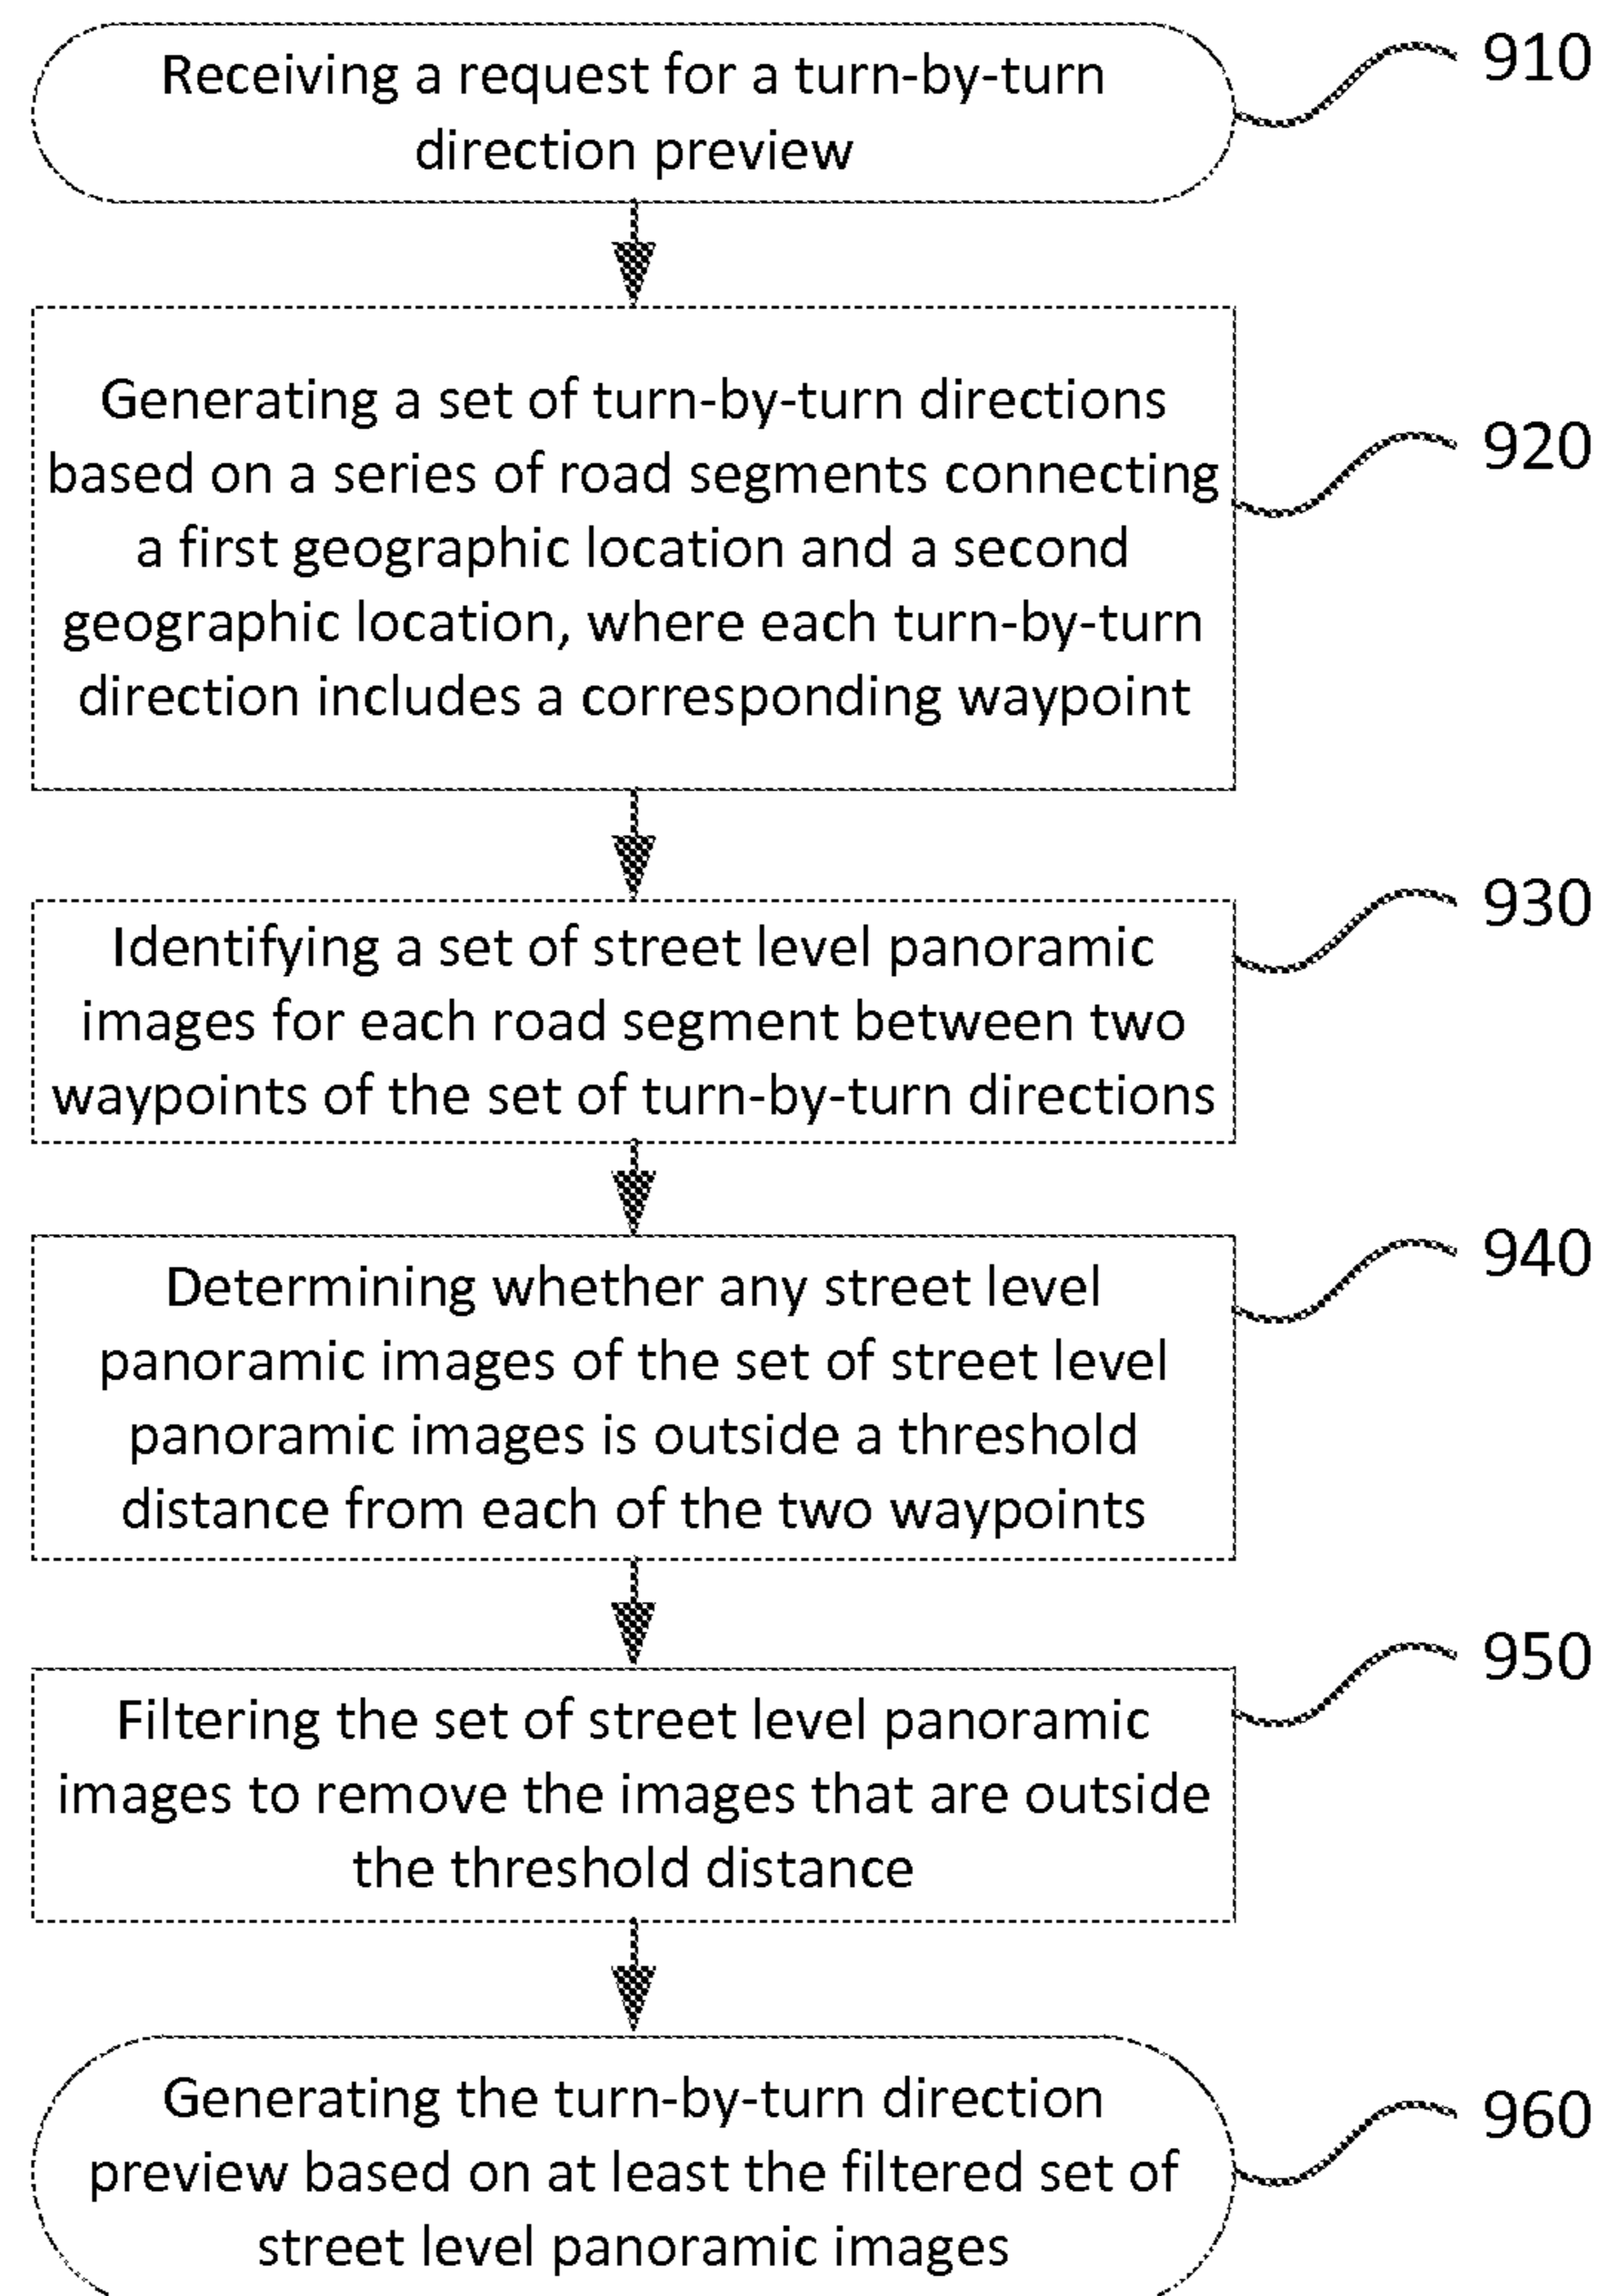 Receiving a request for a turn-by-turn
direction preview
910
Generating a set of turn-by-turn directions
based on a series of road segments connecting
a first geographic location and a second
geographic location, where each turn-by-turn
direction includes a corresponding waypoint
920
Identifying a set of street level panoramic
images for each road segment between two
waypoints of the set of turn-by-turn directions
930
Determining whether any street level
panoramic images of the set of street level
panoramic images is outside a threshold
distance from each of the two waypoints
940
Filtering the set of street level panoramic
images to remove the images that are outside
the threshold distance
950
Generating the turn-by-turn direction
preview based on at least the filtered set of
street level panoramic images
960